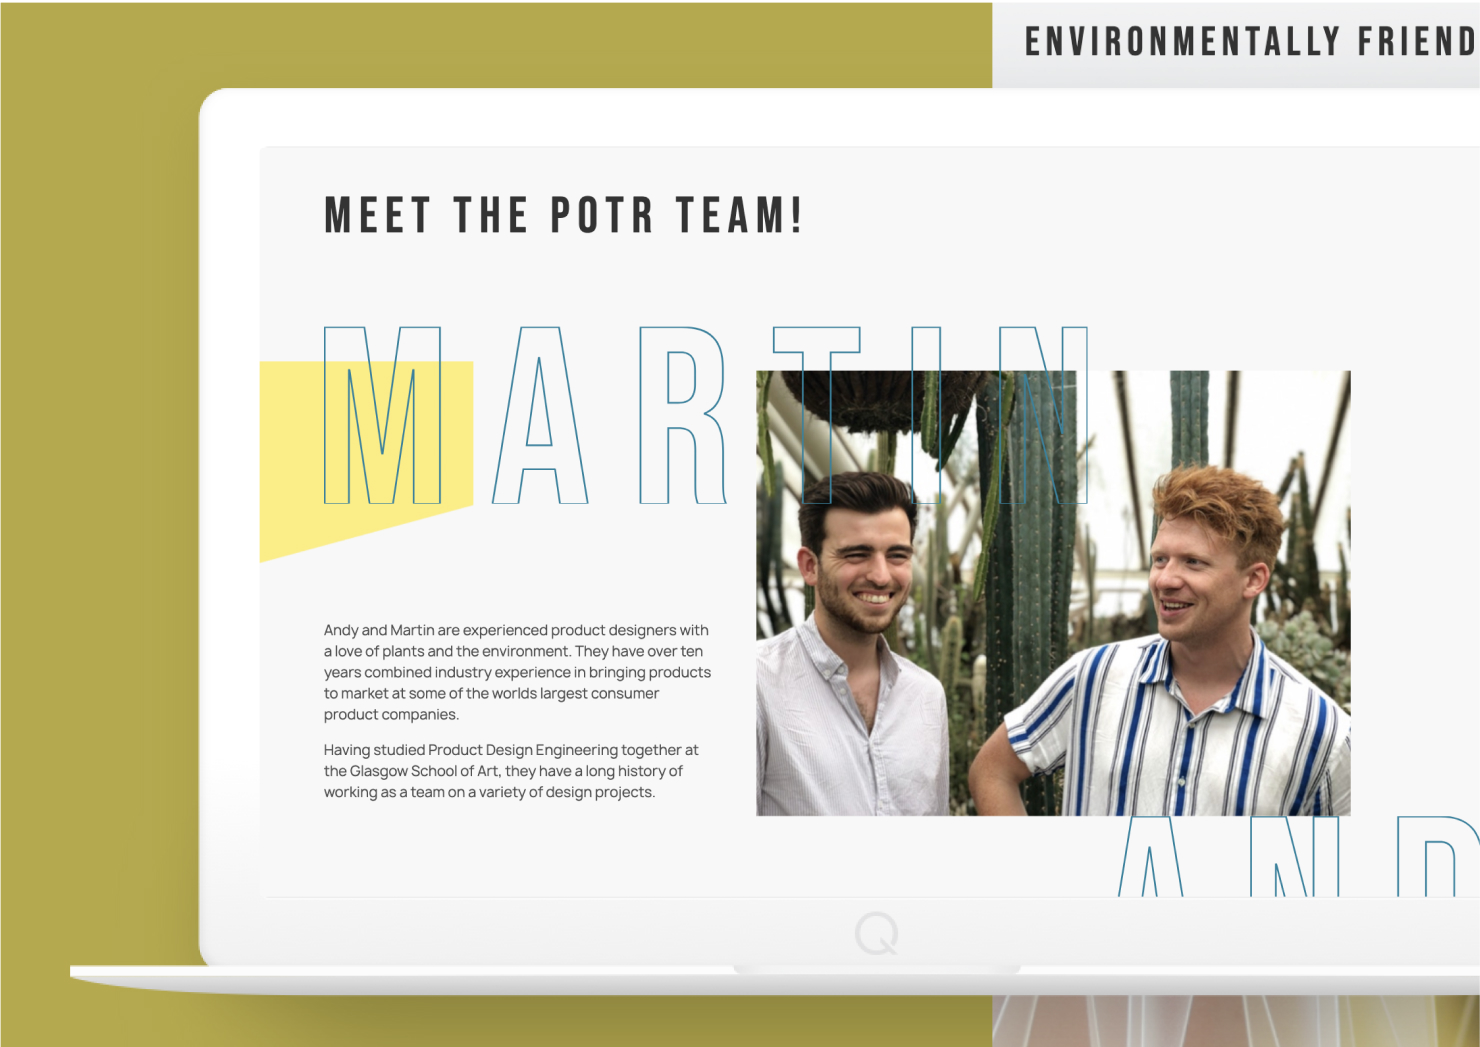 ENVIRONMENTALLY FRIEND
MEET THE POTR TEAM!
MARTIN
Andy and Martin are experienced product designers with
a love of plants and the environment. They have over ten
years combined industry experience in bringing products
to market at some of the worlds largest consumer
product companies.
Having studied Product Design Engineering together at
the Glasgow School of Art, they have a long history of
working as a team on a variety of design projects.
AND
Q